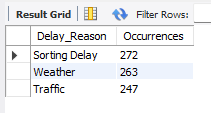 Result Grid Filter Rows:
Delay_Reason Occurrences
Sorting Delay 272
Weather 263
Traffic 247